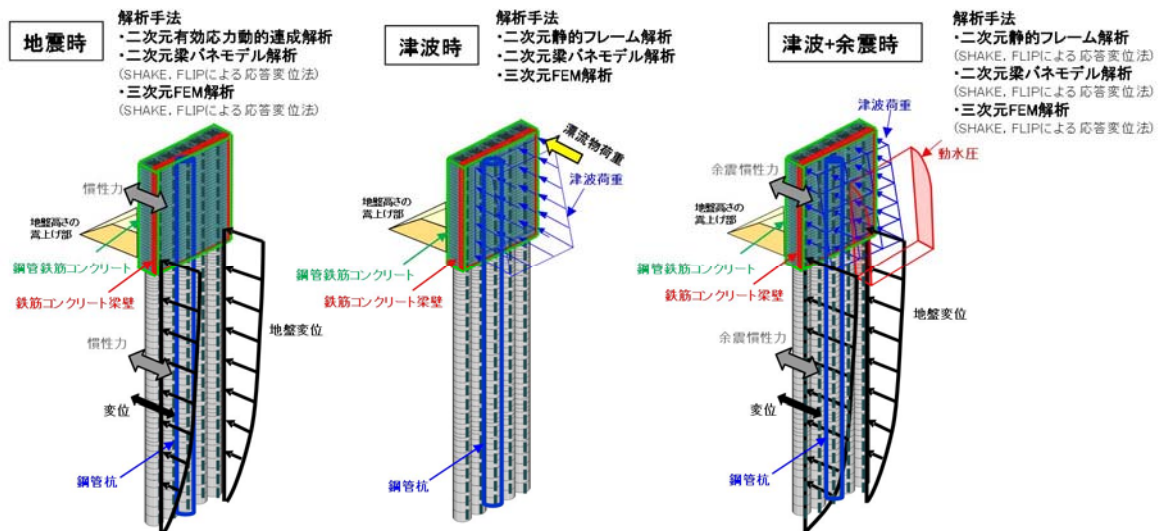 地震時
解析手法
・二次元有効応力動的連成解析
・二次元梁バネモデル解析
(SHAKE, FLIPによる応答変位法)
・三次元FEM解析
(SHAKE, FLIPによる応答変位法)
慣性力
地盤高さの
嵩上げ部
鋼管鉄筋コンクリート
鉄筋コンクリート梁壁
慣性力
変位
地盤変位
鋼管杭
津波時
解析手法
・二次元静的フレーム解析
・二次元梁バネモデル解析
・三次元FEM解析
漂流物荷重
津波荷重
地盤高さの
嵩上げ部
鋼管鉄筋コンクリート
鉄筋コンクリート梁壁
鋼管杭
津波+余震時
解析手法
・二次元静的フレーム解析
(SHAKE, FLIPによる応答変位法)
・二次元梁バネモデル解析
(SHAKE, FLIPによる応答変位法)
・三次元FEM解析
(SHAKE, FLIPによる応答変位法)
津波荷重
動水圧
余震慣性力
地盤高さの
嵩上げ部
鋼管鉄筋コンクリート
鉄筋コンクリート梁壁
地盤変位
余震慣性力
変位
鋼管杭